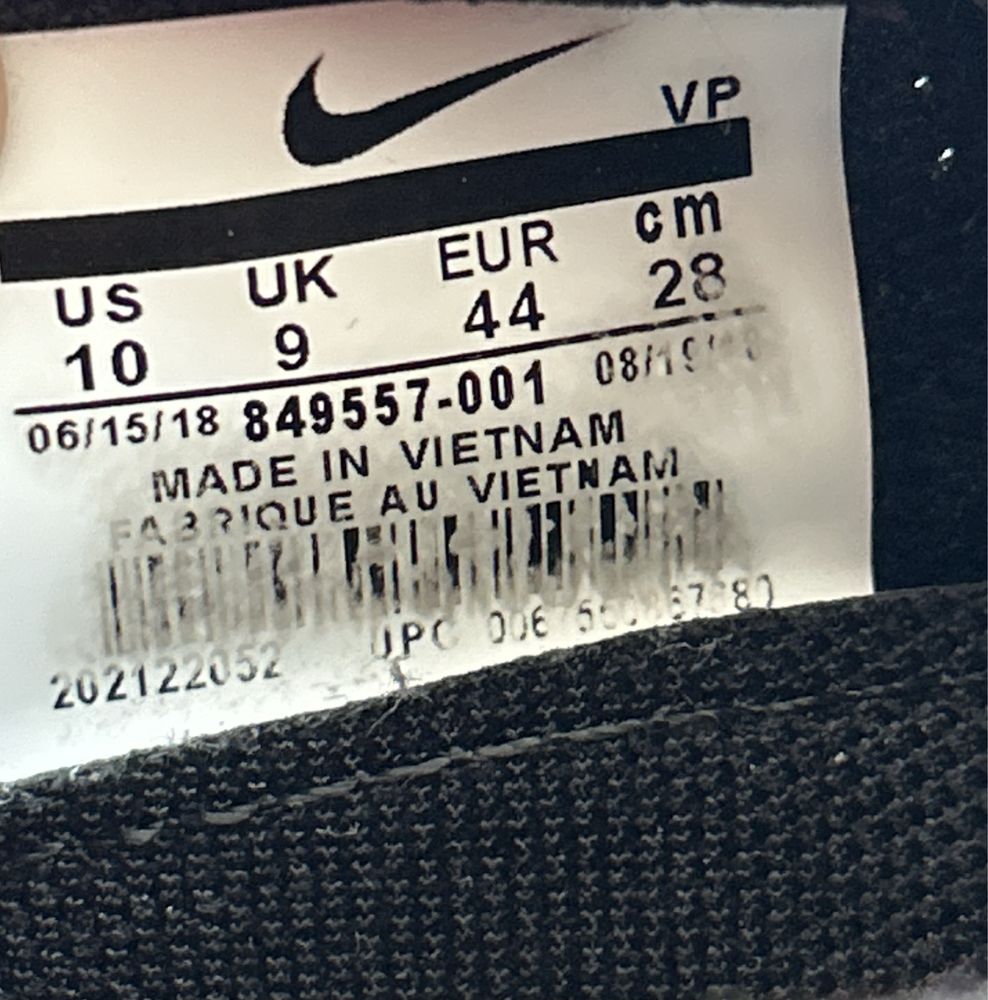 VP
US UK EUR cm
10 9 44 28
06/15/18 849557-001
MADE IN VIETNAM
FABRIQUE AU VIETNAM
202122052 UPC